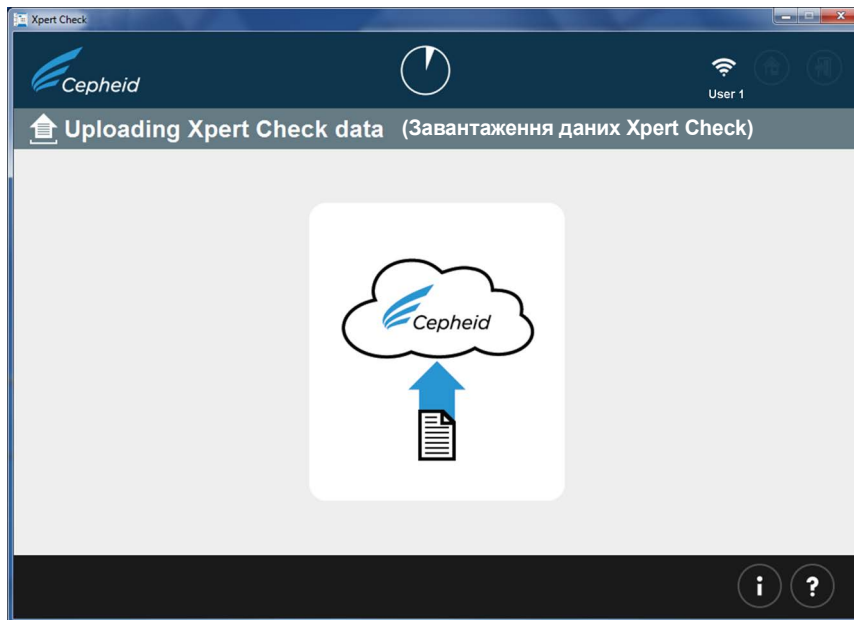 Xpert Check
Cepheid
User 1
Uploading Xpert Check data (Завантаження даних Xpert Check)
Cepheid
i ?